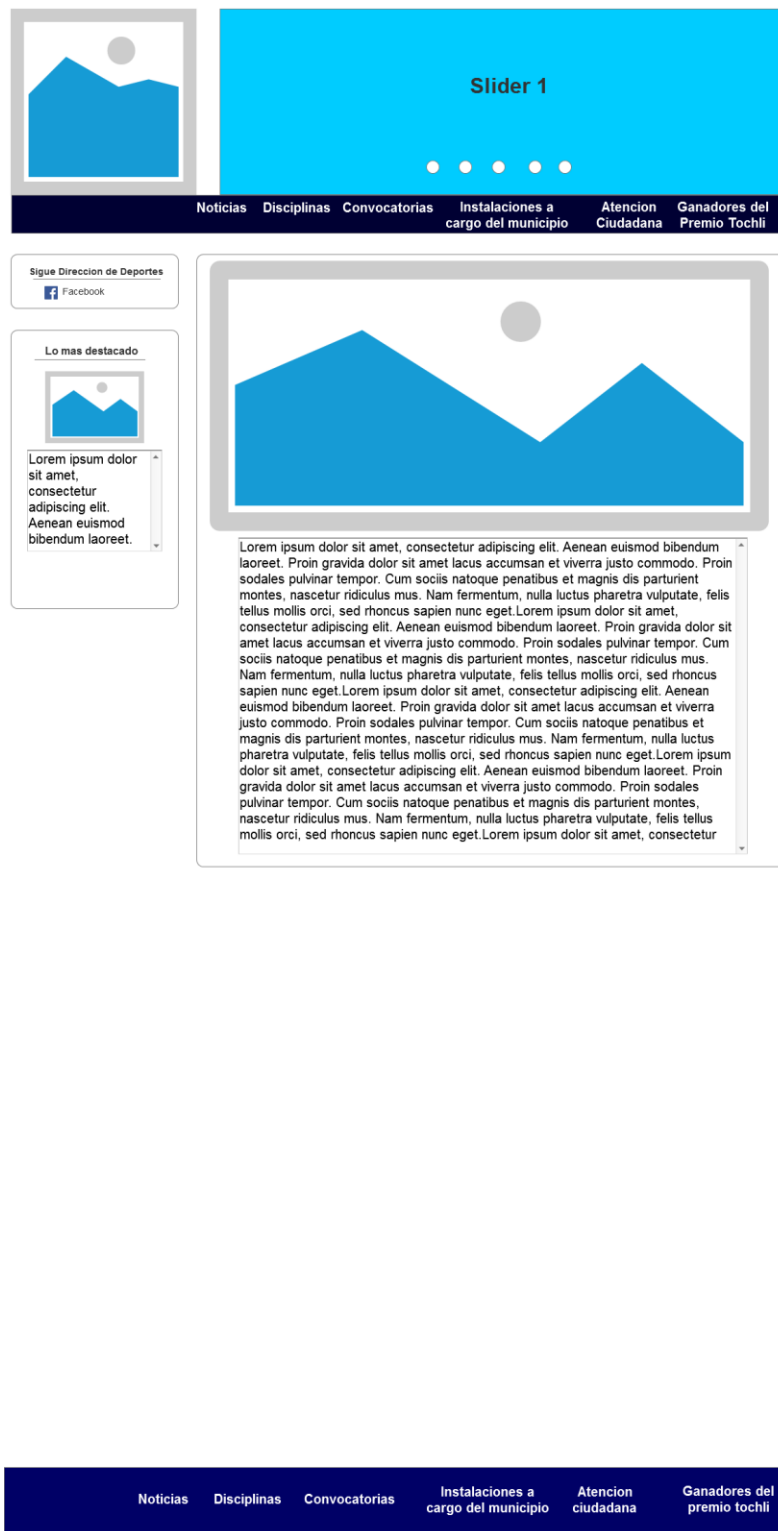 Slider 1
Noticias Disciplinas Convocatorias Instalaciones a cargo del municipio Atencion Ciudadana Ganadores del Premio Tochli
Sigue Direccion de Deportes
Facebook
Lo mas destacado
Lorem ipsum dolor
sit amet,
consectetur
adipiscing elit.
Aenean euismod
bibendum laoreet.
Lorem ipsum dolor sit amet, consectetur adipiscing elit. Aenean euismod bibendum
laoreet. Proin gravida dolor sit amet lacus accumsan et viverra justo commodo. Proin
sodales pulvinar tempor. Cum sociis natoque penatibus et magnis dis parturient
montes, nascetur ridiculus mus. Nam fermentum, nulla luctus pharetra vulputate, felis
tellus mollis orci, sed rhoncus sapien nunc eget.Lorem ipsum dolor sit amet,
consectetur adipiscing elit. Aenean euismod bibendum laoreet. Proin gravida dolor sit
amet lacus accumsan et viverra justo commodo. Proin sodales pulvinar tempor. Cum
sociis natoque penatibus et magnis dis parturient montes, nascetur ridiculus mus.
Nam fermentum, nulla luctus pharetra vulputate, felis tellus mollis orci, sed rhoncus
sapien nunc eget.Lorem ipsum dolor sit amet, consectetur adipiscing elit. Aenean
euismod bibendum laoreet. Proin gravida dolor sit amet lacus accumsan et viverra
justo commodo. Proin sodales pulvinar tempor. Cum sociis natoque penatibus et
magnis dis parturient montes, nascetur ridiculus mus. Nam fermentum, nulla luctus
pharetra vulputate, felis tellus mollis orci, sed rhoncus sapien nunc eget.Lorem ipsum
dolor sit amet, consectetur adipiscing elit. Aenean euismod bibendum laoreet. Proin
gravida dolor sit amet lacus accumsan et viverra justo commodo. Proin sodales
pulvinar tempor. Cum sociis natoque penatibus et magnis dis parturient montes,
nascetur ridiculus mus. Nam fermentum, nulla luctus pharetra vulputate, felis tellus
mollis orci, sed rhoncus sapien nunc eget.Lorem ipsum dolor sit amet, consectetur
Noticias Disciplinas Convocatorias Instalaciones a cargo del municipio Atencion ciudadana Ganadores del premio tochli